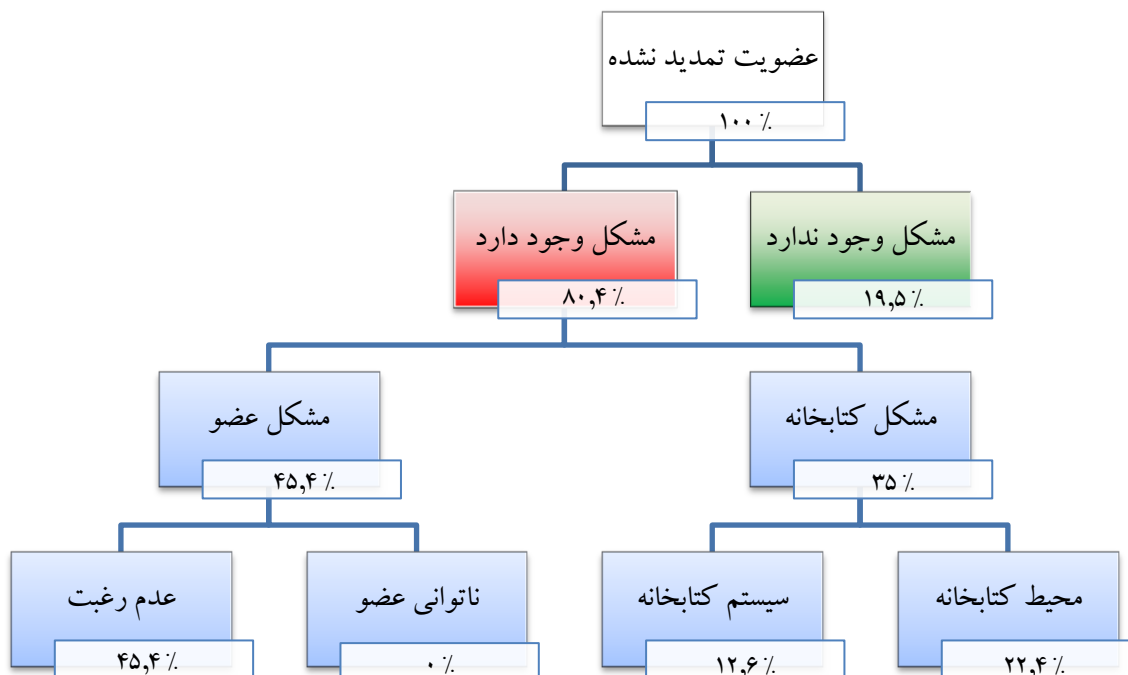 عضویت تمدید نشده
۱۰۰ ٪
مشکل وجود ندارد
۱۹٫۵ ٪
مشکل وجود دارد
۸۰٫۴ ٪
مشکل کتابخانه
۳۵ ٪
مشکل عضو
۴۵٫۴ ٪
محیط کتابخانه
۲۲٫۴ ٪
سیستم کتابخانه
۱۲٫۶ ٪
ناتوانی عضو
۰ ٪
عدم رغبت
۴۵٫۴ ٪